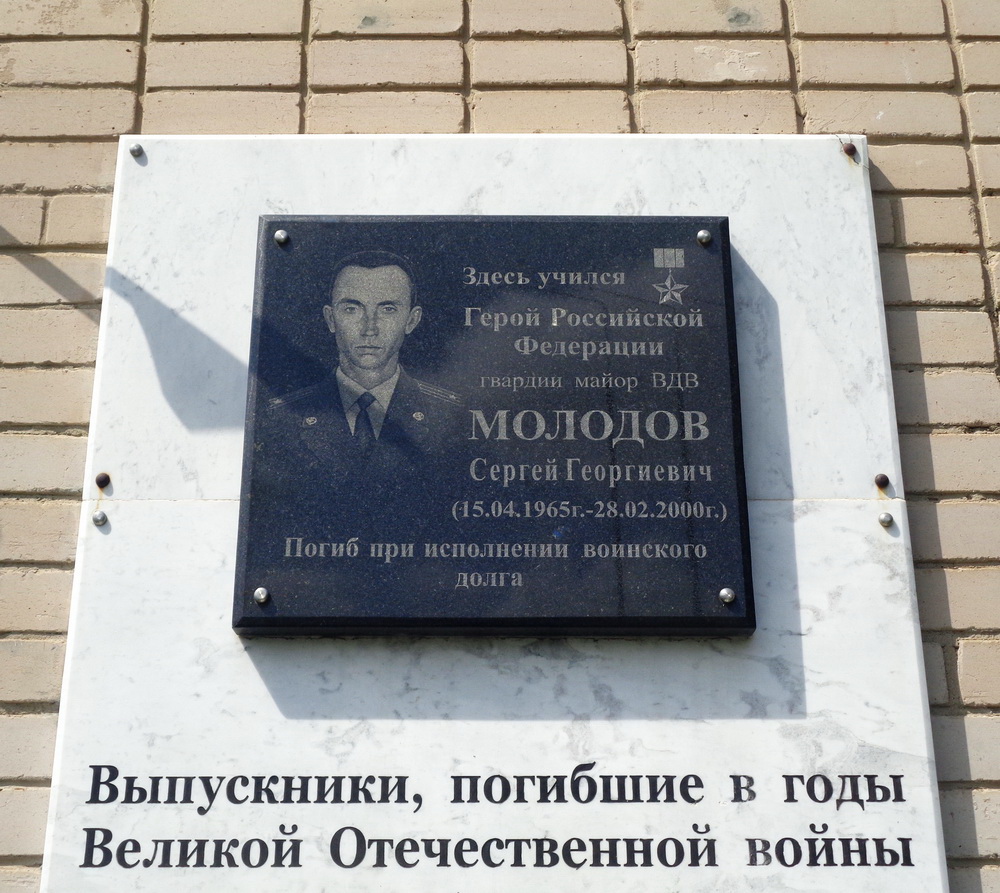 Здесь учился
Герой Российской
Федерации
гвардии майор ВДВ
МОЛОДОВ
Сергей Георгиевич
(15.04.1965г.-28.02.2000г.)
Погиб при исполнении воинского
долга
Выпускники, погибшие в годы
Великой Отечественной войны